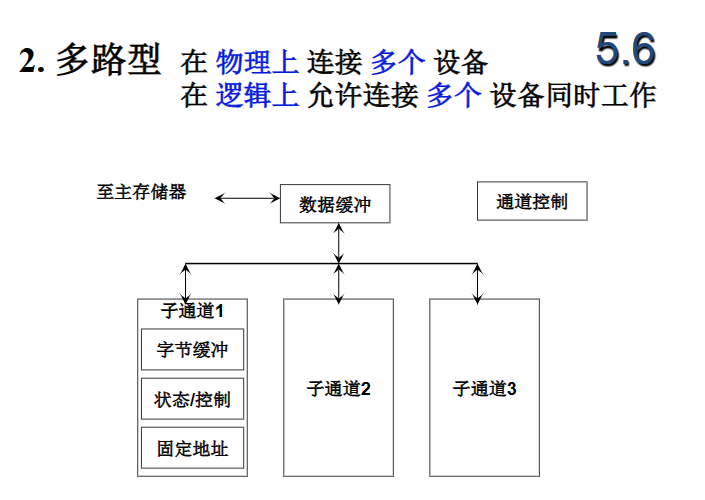 2. 多路型 在 物理上 连接 多个 设备
5.6
在 逻辑上 允许连接 多个 设备同时工作
至主存储器
数据缓冲
通道控制
子通道1
字节缓冲
状态/控制
固定地址
子通道2
子通道3